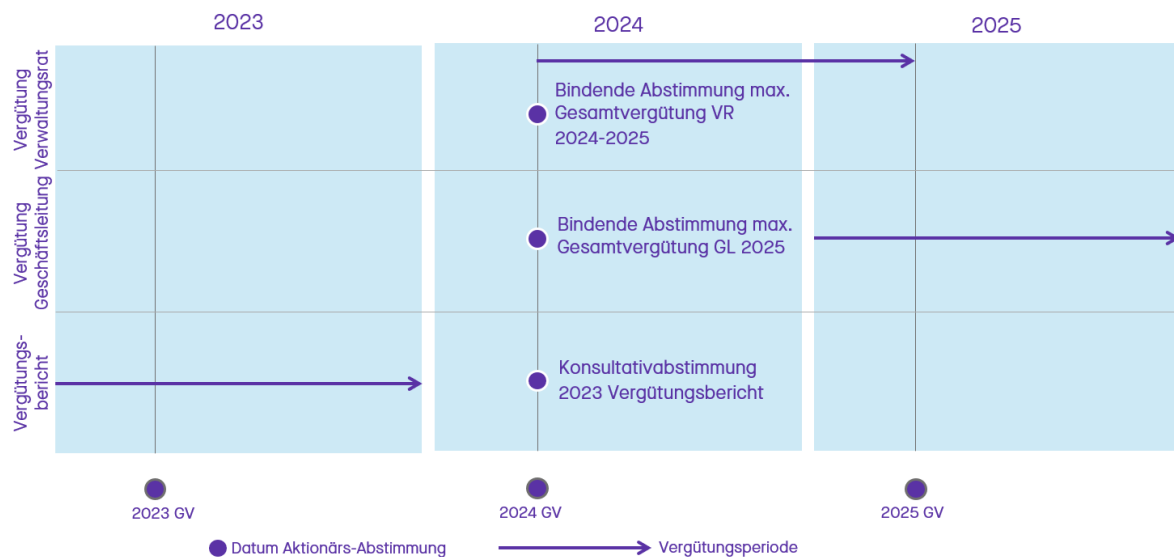 2023
2024
2025
Vergütung
Verwaltungsrat
Bindende Abstimmung max.
Gesamtvergütung VR
2024-2025
Vergütung
Geschäftsleitung
Bindende Abstimmung max.
Gesamtvergütung GL 2025
Vergütungs-
bericht
Konsultativabstimmung
2023 Vergütungsbericht
2023 GV
2024 GV
2025 GV
Datum Aktionärs-Abstimmung
Vergütungsperiode